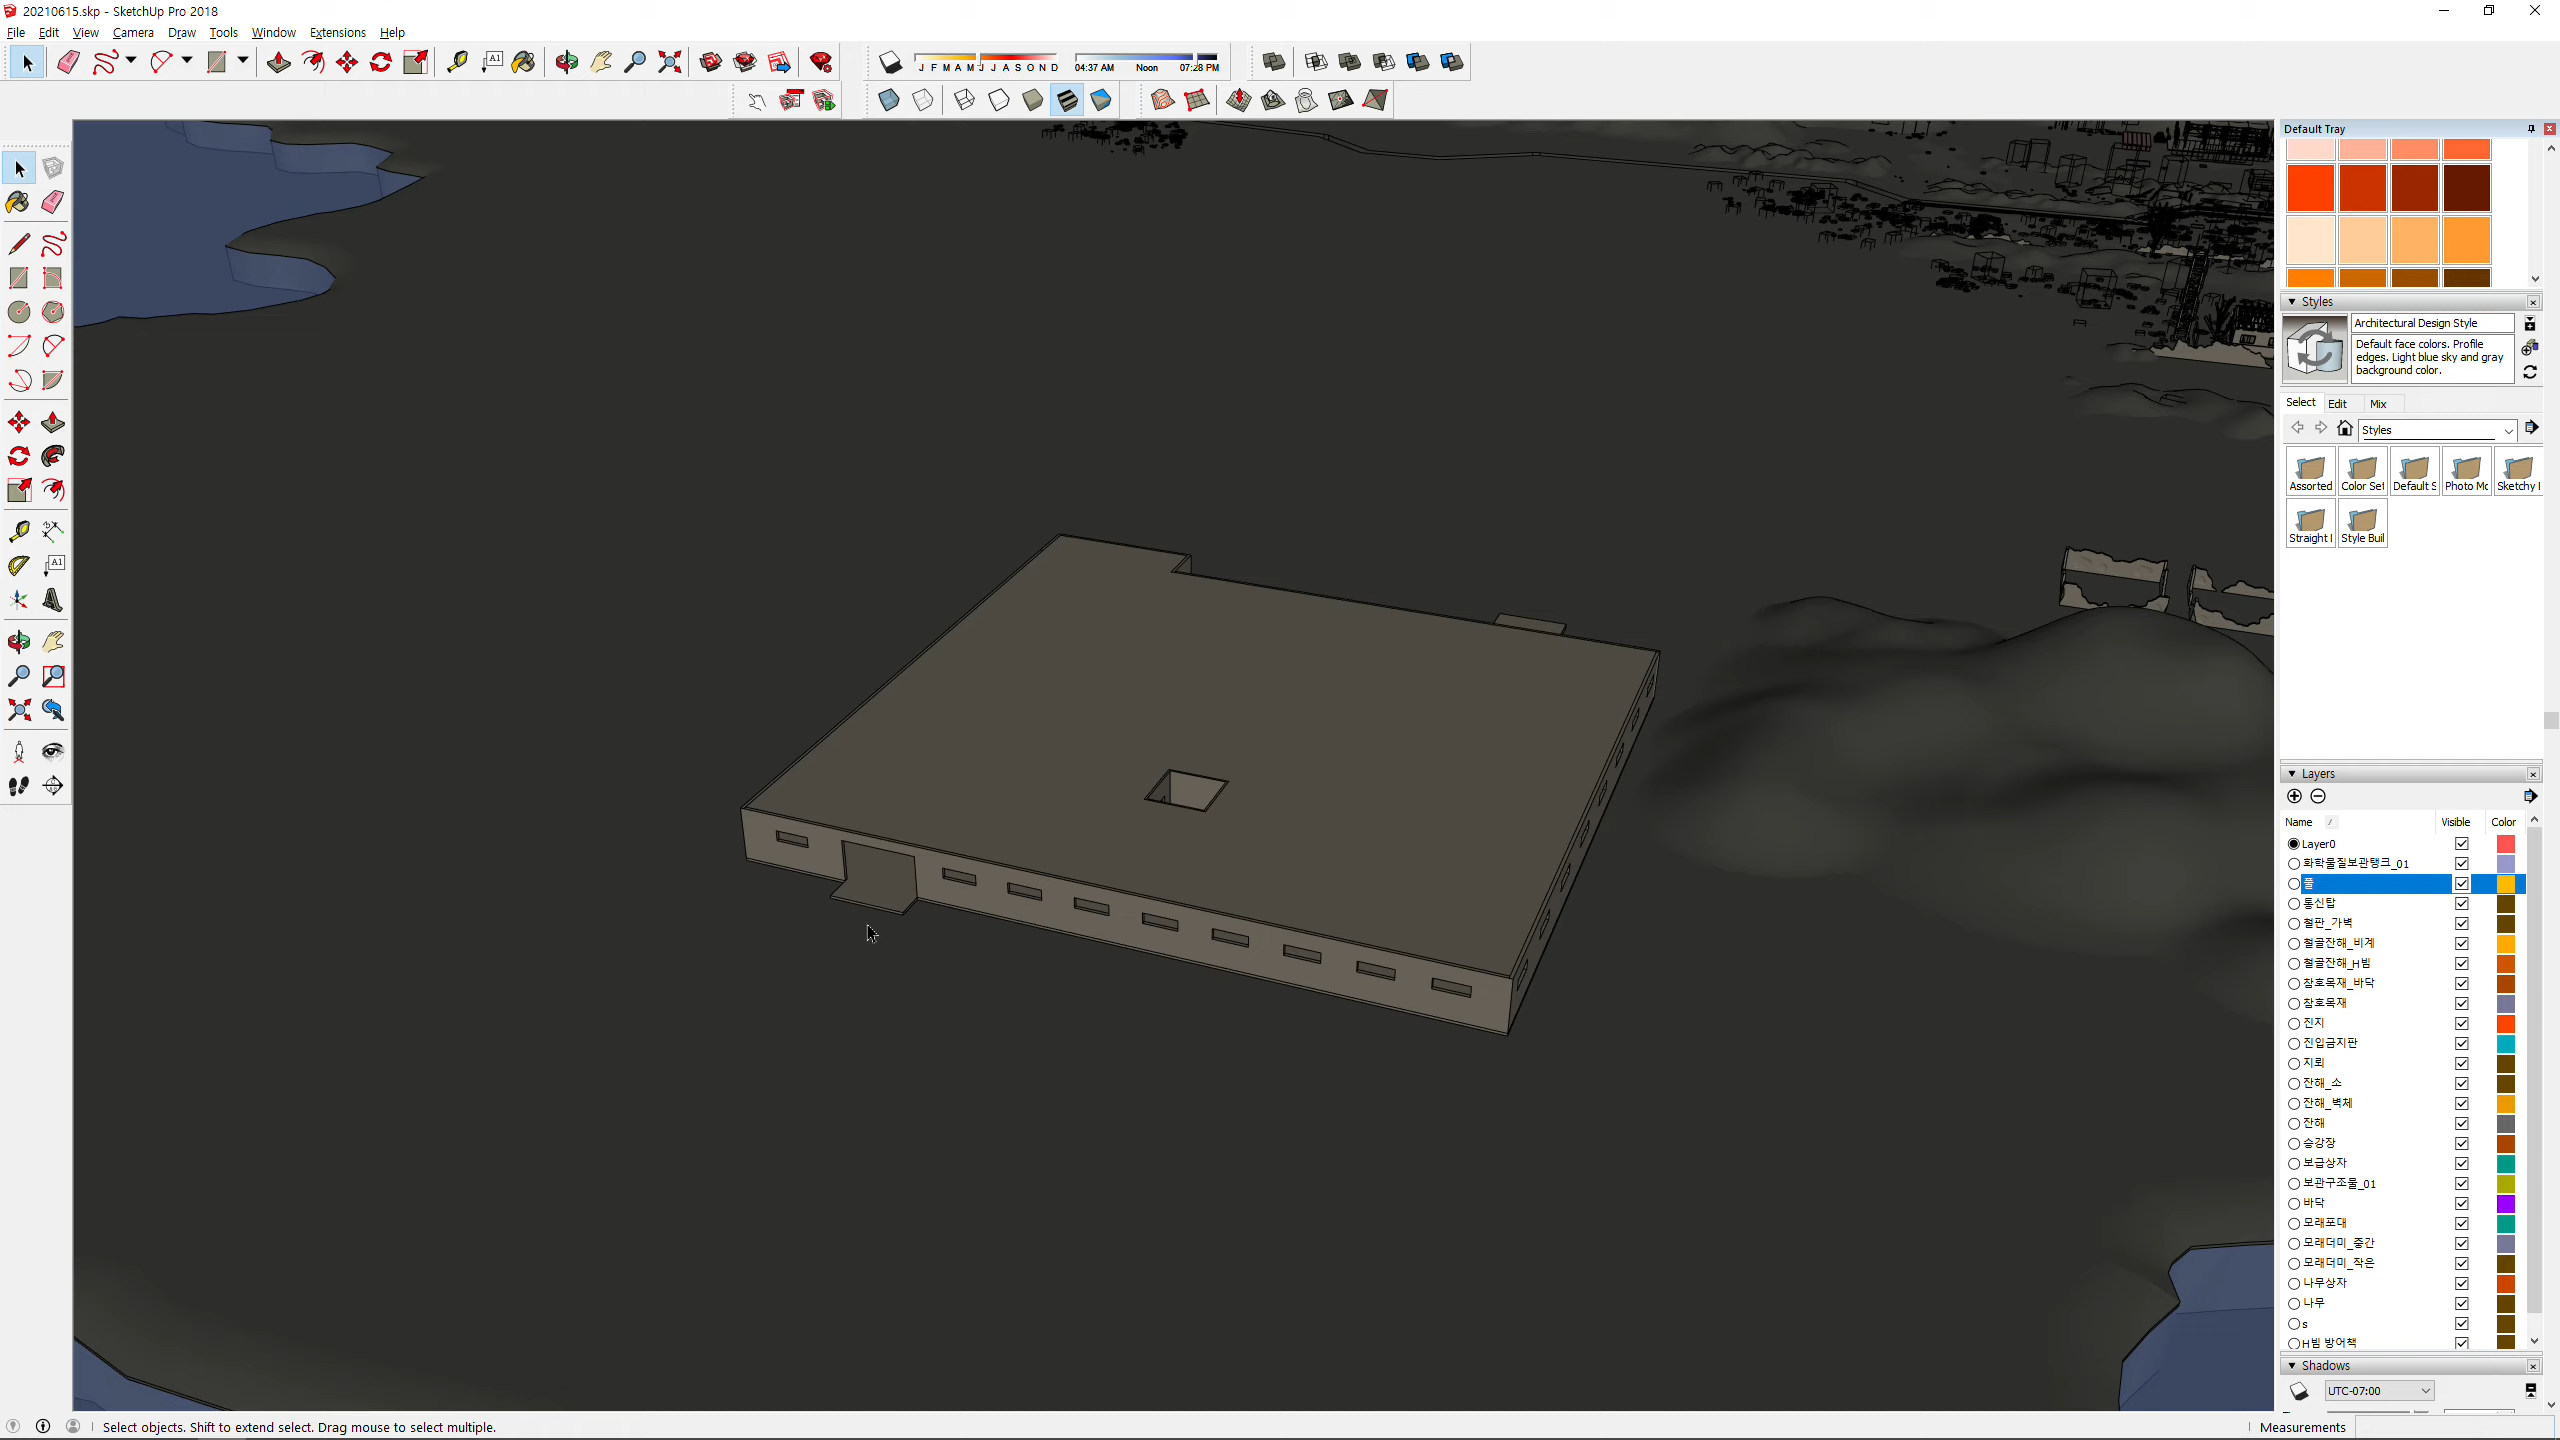 20210615.skp - SketchUp Pro 2018
File Edit View Camera Draw Tools Window Extensions Help
J F M A M J J A S O N D
04:37 AM Noon 07:28 PM
Default Tray
Styles
Architectural Design Style
Default face colors. Profile
edges. Light blue sky and gray
background color.
Select Edit Mix
Styles
Assorted Color Set Default S Photo Mo Sketchy I
Straight l Style Buil
Layers
Name Visible Color
Layer0
화학물질보관탱크_01
풀
통신탑
철판_가벽
철골잔해_비계
철골잔해_H빔
참호목재_바닥
참호목재
진지
진입금지판
지뢰
잔해_소
잔해_벽체
잔해
승강장
보급상자
보관구조물_01
바닥
모래포대
모래더미_중간
모래더미_작은
나무상자
나무
s
H빔 방어책
Shadows
UTC-07:00
Select objects. Shift to extend select. Drag mouse to select multiple.
Measurements